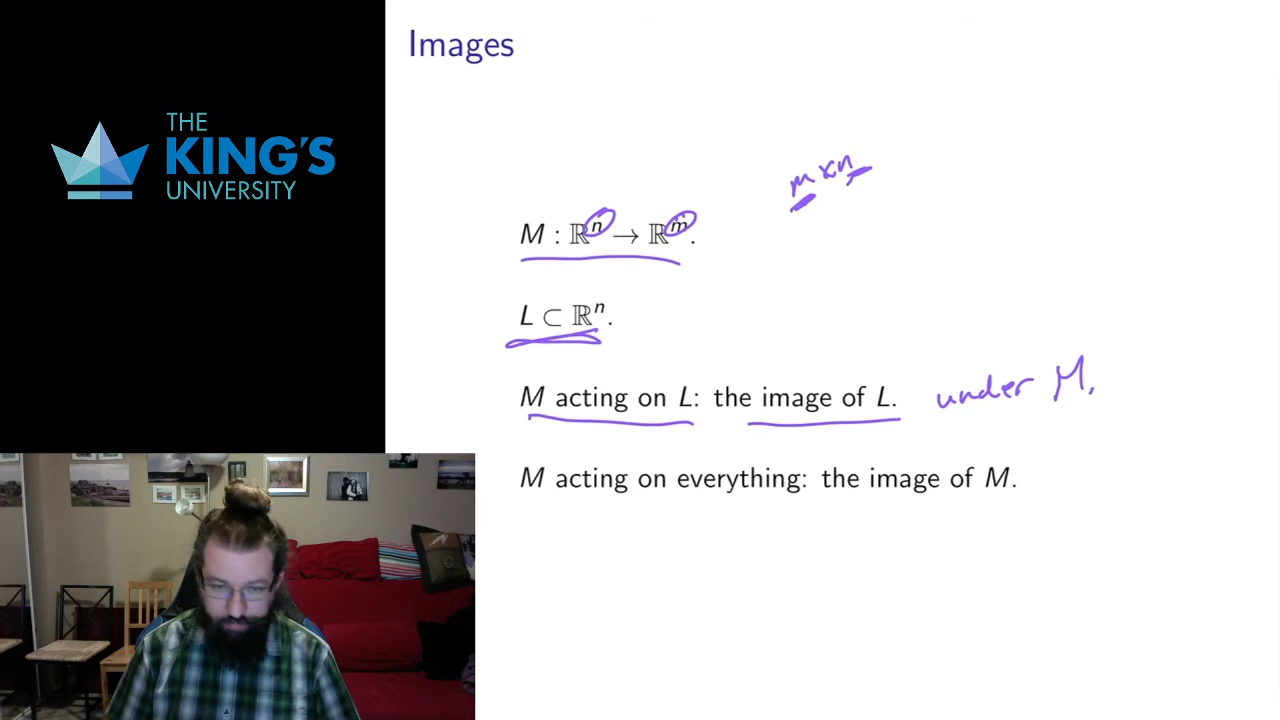 THE
KING'S
UNIVERSITY
Images
m×n
M : ℝⁿ → ℝᵐ.
L ⊂ ℝⁿ.
M acting on L: the image of L. under M.
M acting on everything: the image of M.